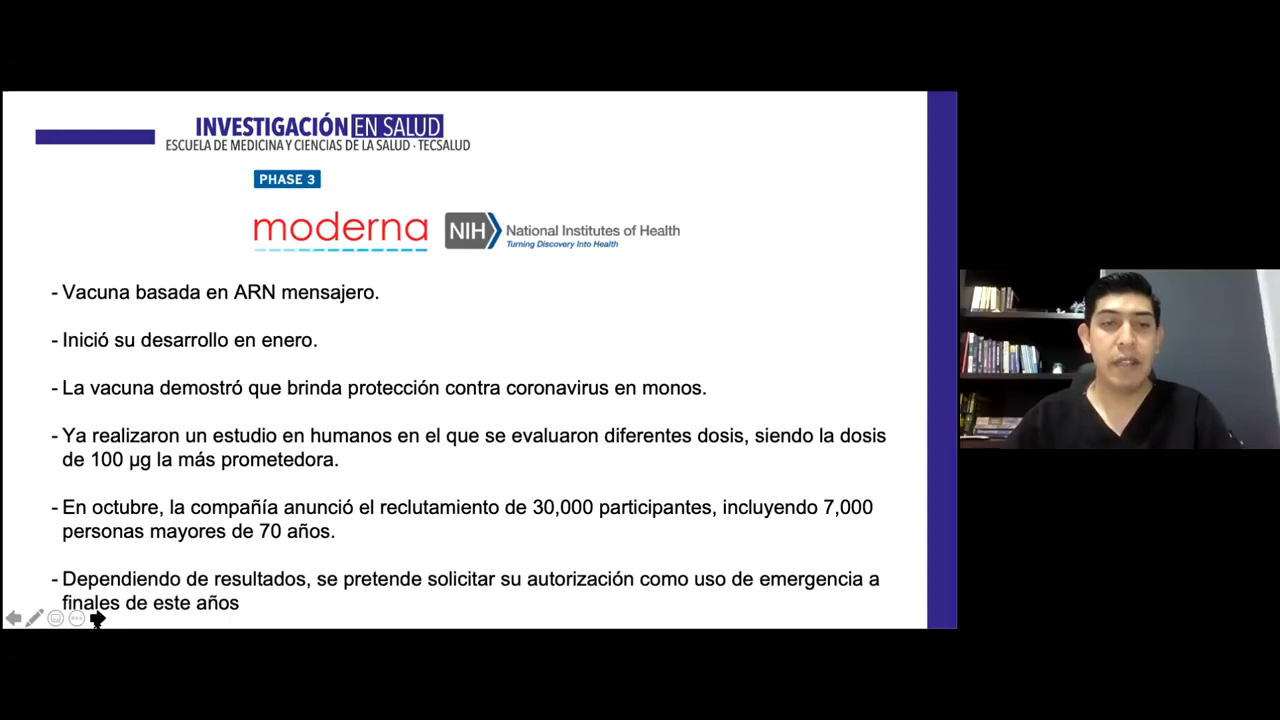 INVESTIGACIÓN EN SALUD
ESCUELA DE MEDICINA Y CIENCIAS DE LA SALUD · TECSALUD
PHASE 3
moderna
NIH National Institutes of Health
Turning Discovery Into Health
- Vacuna basada en ARN mensajero.
- Inició su desarrollo en enero.
- La vacuna demostró que brinda protección contra coronavirus en monos.
- Ya realizaron un estudio en humanos en el que se evaluaron diferentes dosis, siendo la dosis
de 100 µg la más prometedora.
- En octubre, la compañía anunció el reclutamiento de 30,000 participantes, incluyendo 7,000
personas mayores de 70 años.
- Dependiendo de resultados, se pretende solicitar su autorización como uso de emergencia a
finales de este años